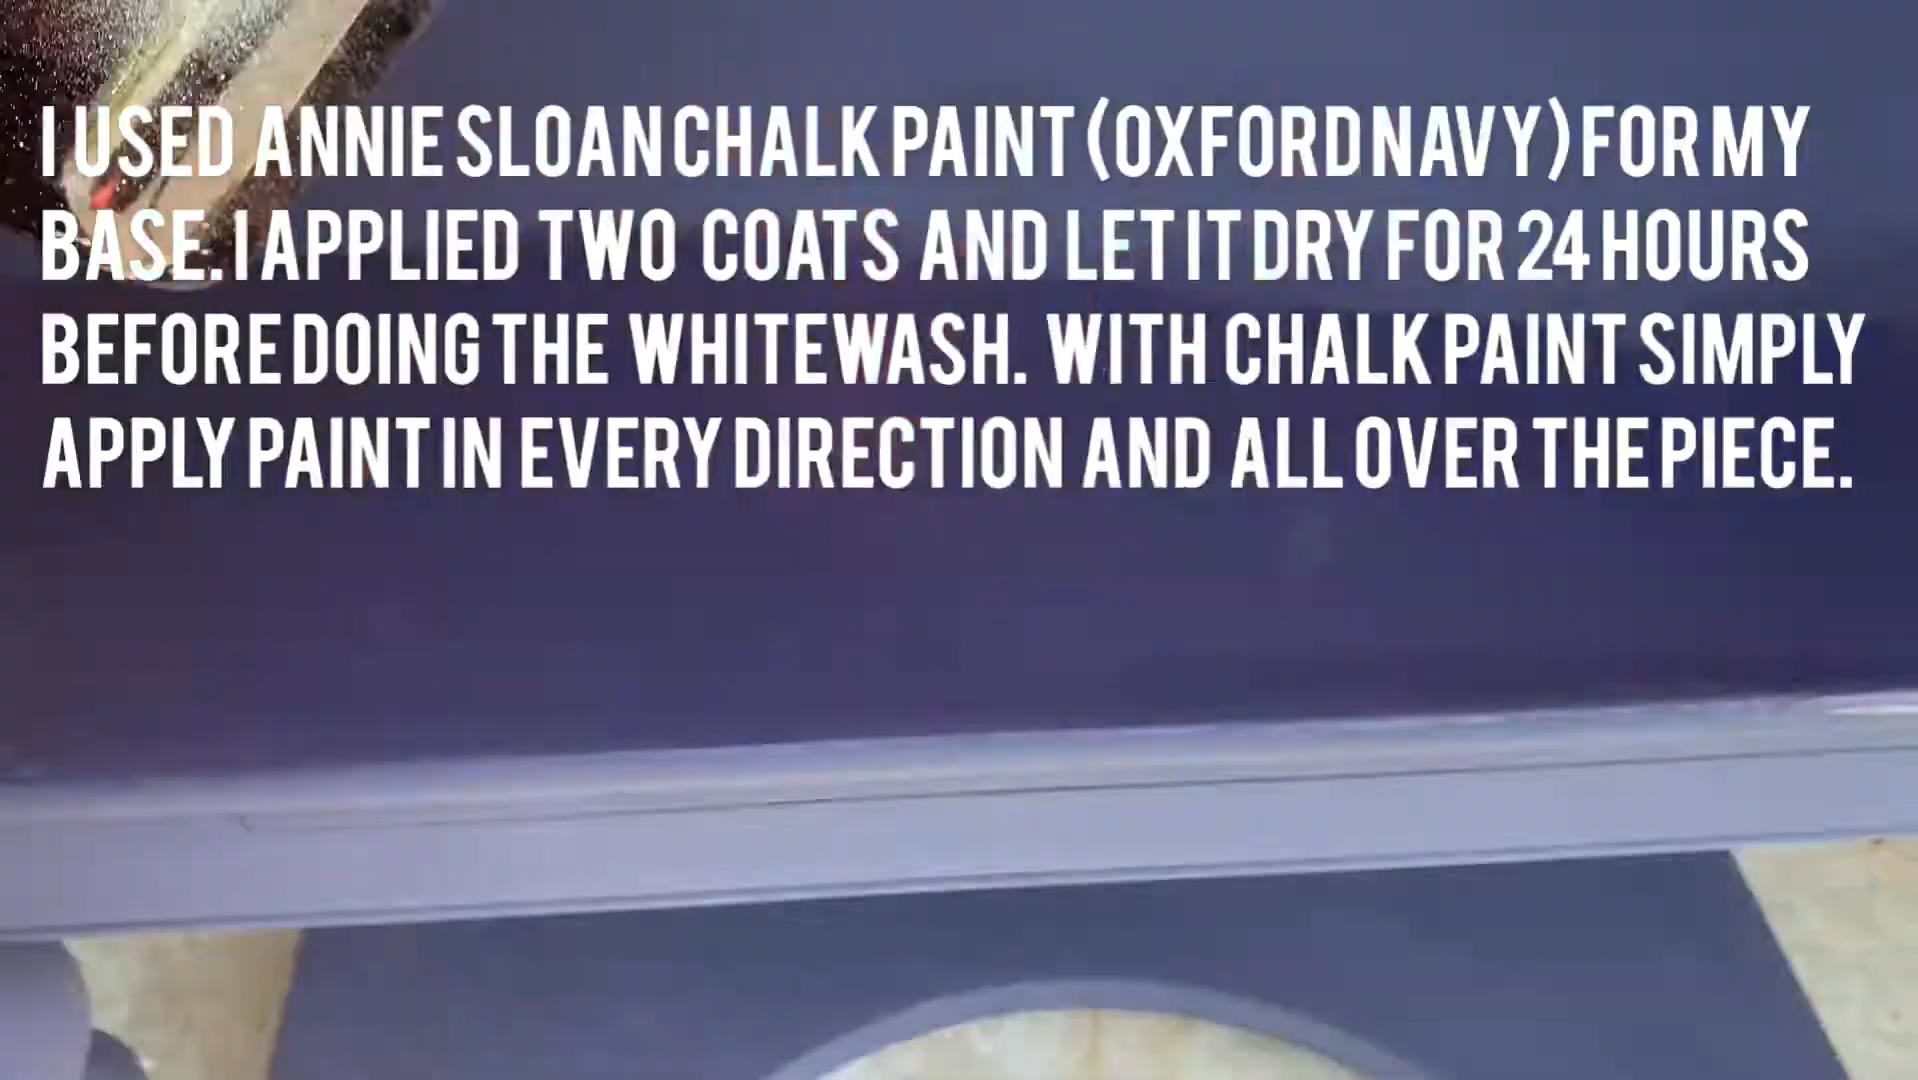 I USED ANNIE SLOAN CHALK PAINT (OXFORD NAVY) FOR MY
BASE. I APPLIED TWO COATS AND LET IT DRY FOR 24 HOURS
BEFORE DOING THE WHITEWASH. WITH CHALK PAINT SIMPLY
APPLY PAINT IN EVERY DIRECTION AND ALL OVER THE PIECE.